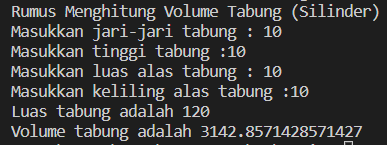 Rumus Menghitung Volume Tabung (Silinder)
Masukkan jari-jari tabung : 10
Masukkan tinggi tabung :10
Masukkan luas alas tabung : 10
Masukkan keliling alas tabung :10
Luas tabung adalah 120
Volume tabung adalah 3142.8571428571427